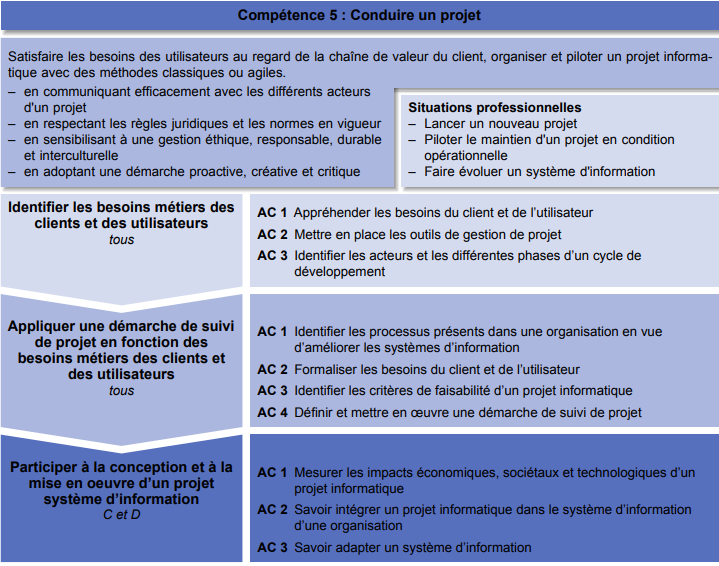 Compétence 5 : Conduire un projet
Satisfaire les besoins des utilisateurs au regard de la chaîne de valeur du client, organiser et piloter un projet informa-
tique avec des méthodes classiques ou agiles.
– en communiquant efficacement avec les différents acteurs
d'un projet
– en respectant les règles juridiques et les normes en vigueur
– en sensibilisant à une gestion éthique, responsable, durable
et interculturelle
– en adoptant une démarche proactive, créative et critique
Situations professionnelles
– Lancer un nouveau projet
– Piloter le maintien d'un projet en condition
opérationnelle
– Faire évoluer un système d'information
Identifier les besoins métiers des
clients et des utilisateurs
tous
AC 1 Appréhender les besoins du client et de l'utilisateur
AC 2 Mettre en place les outils de gestion de projet
AC 3 Identifier les acteurs et les différentes phases d'un cycle de
développement
Appliquer une démarche de suivi
de projet en fonction des
besoins métiers des clients et
des utilisateurs
tous
AC 1 Identifier les processus présents dans une organisation en vue
d'améliorer les systèmes d'information
AC 2 Formaliser les besoins du client et de l'utilisateur
AC 3 Identifier les critères de faisabilité d'un projet informatique
AC 4 Définir et mettre en œuvre une démarche de suivi de projet
Participer à la conception et à la
mise en oeuvre d'un projet
système d'information
C et D
AC 1 Mesurer les impacts économiques, sociétaux et technologiques d'un
projet informatique
AC 2 Savoir intégrer un projet informatique dans le système d'information
d'une organisation
AC 3 Savoir adapter un système d'information